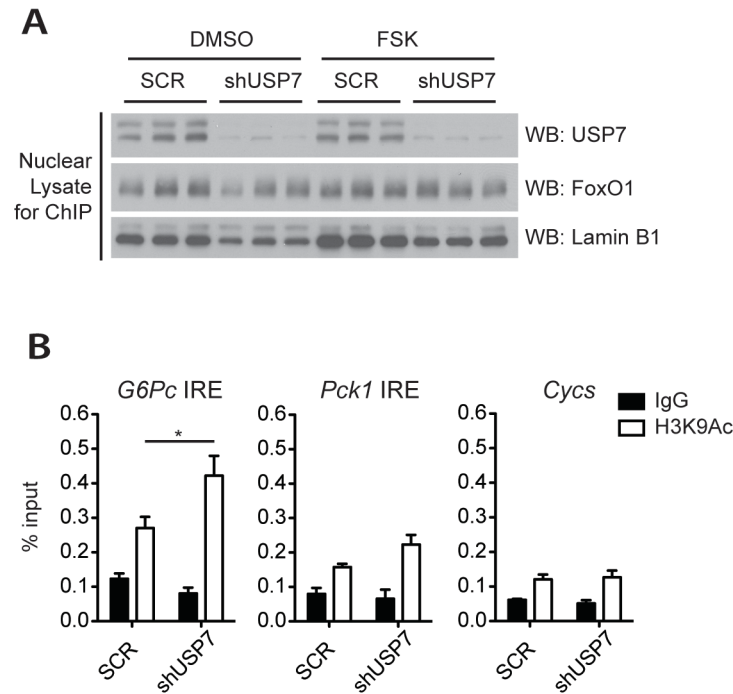 A
DMSO FSK
SCR shUSP7 SCR shUSP7
Nuclear
Lysate
for ChIP
WB: USP7
WB: FoxO1
WB: Lamin B1
B
G6Pc IRE Pck1 IRE Cycs
IgG
H3K9Ac
% input
0.6 0.6 0.6
0.5 0.5 0.5
0.4 0.4 0.4
0.3 0.3 0.3
0.2 0.2 0.2
0.1 0.1 0.1
0.0 0.0 0.0
*
SCR shUSP7 SCR shUSP7 SCR shUSP7